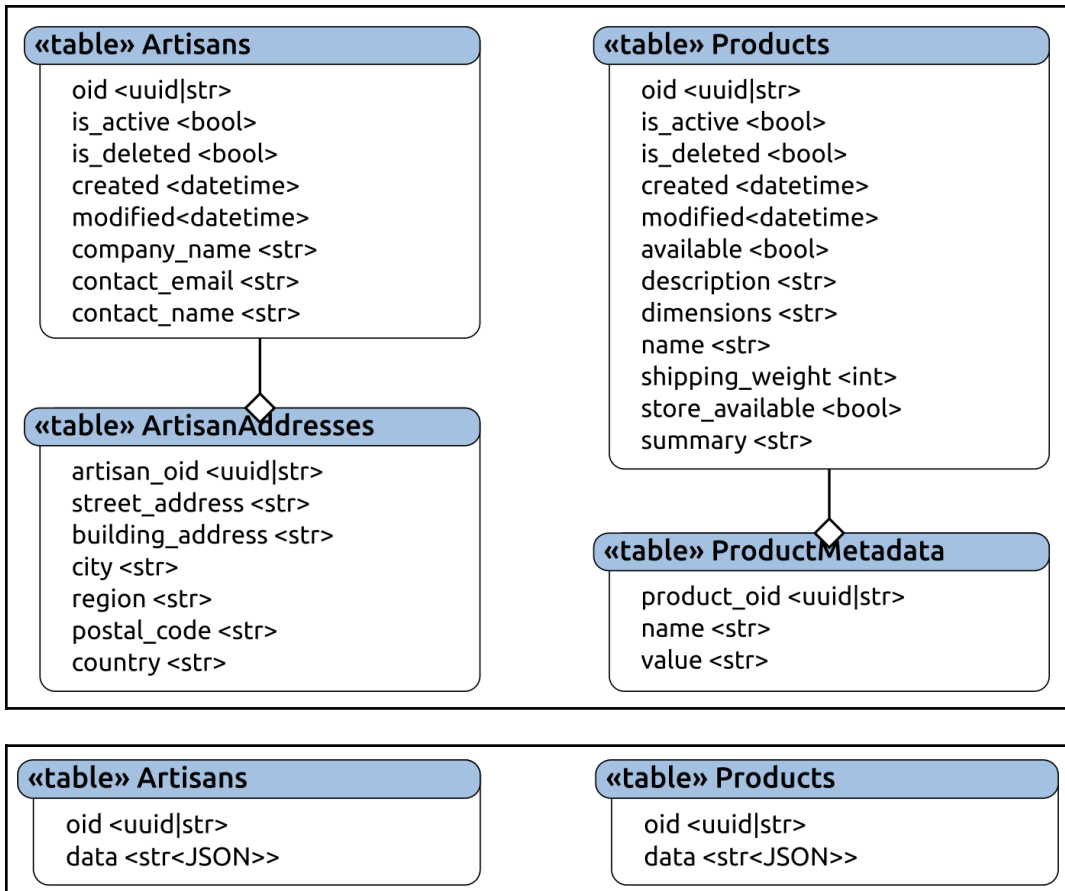 «table» Artisans
oid <uuid|str>
is_active <bool>
is_deleted <bool>
created <datetime>
modified<datetime>
company_name <str>
contact_email <str>
contact_name <str>
«table» ArtisanAddresses
artisan_oid <uuid|str>
street_address <str>
building_address <str>
city <str>
region <str>
postal_code <str>
country <str>
«table» Products
oid <uuid|str>
is_active <bool>
is_deleted <bool>
created <datetime>
modified<datetime>
available <bool>
description <str>
dimensions <str>
name <str>
shipping_weight <int>
store_available <bool>
summary <str>
«table» ProductMetadata
product_oid <uuid|str>
name <str>
value <str>
«table» Artisans
oid <uuid|str>
data <str<JSON>>
«table» Products
oid <uuid|str>
data <str<JSON>>